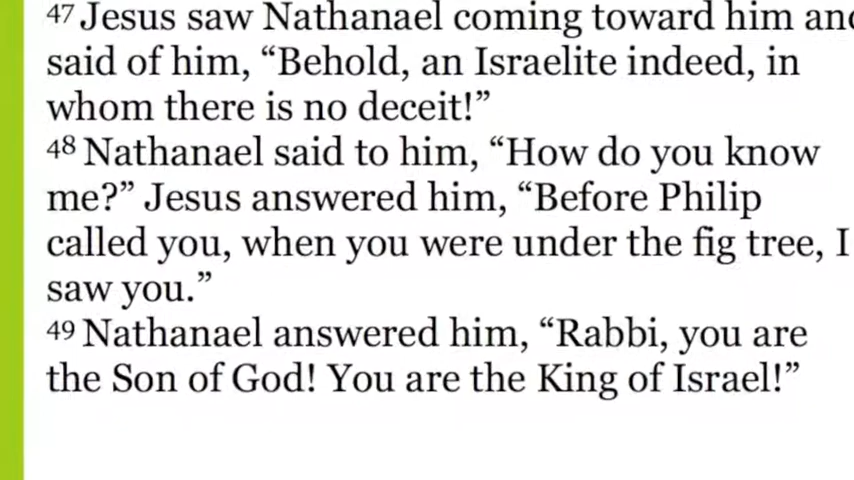 47 Jesus saw Nathanael coming toward him and
said of him, “Behold, an Israelite indeed, in
whom there is no deceit!”
48 Nathanael said to him, “How do you know
me?” Jesus answered him, “Before Philip
called you, when you were under the fig tree, I
saw you.”
49 Nathanael answered him, “Rabbi, you are
the Son of God! You are the King of Israel!”